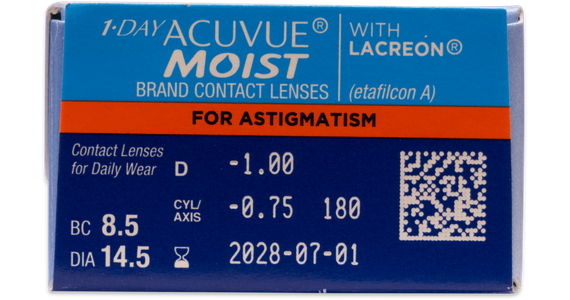 1·DAY ACUVUE® MOIST
BRAND CONTACT LENSES
WITH
LACREON®
(etafilcon A)
FOR ASTIGMATISM
Contact Lenses
for Daily Wear
D -1.00
CYL/
AXIS -0.75 180
BC 8.5
DIA 14.5
2028-07-01